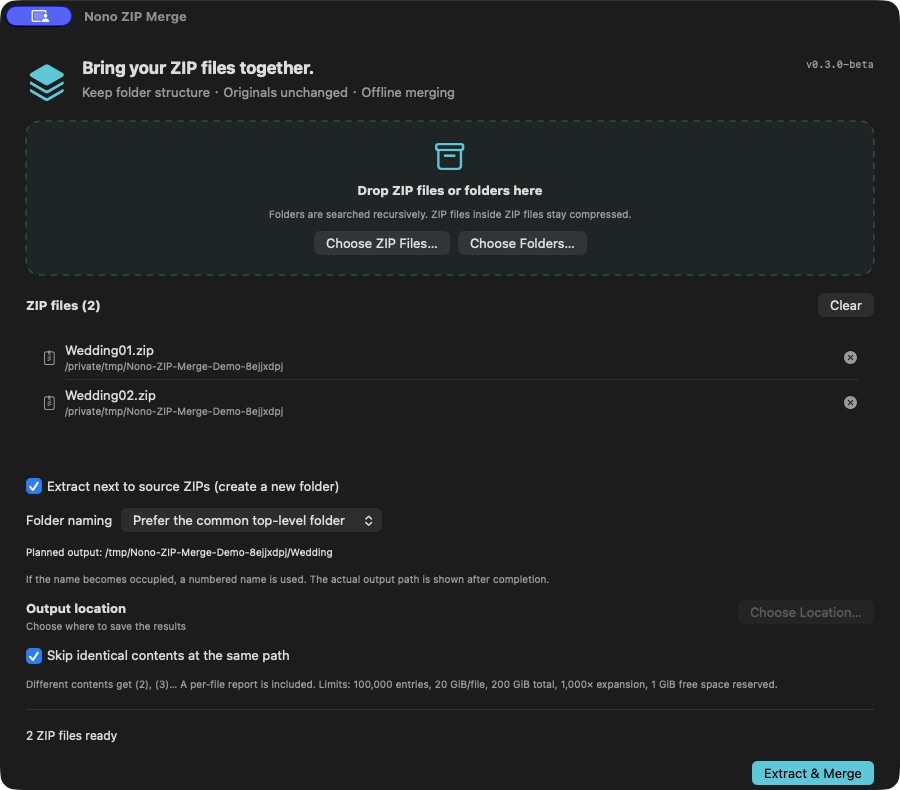 Nono ZIP Merge
Bring your ZIP files together.
v0.3.0-beta
Keep folder structure · Originals unchanged · Offline merging
Drop ZIP files or folders here
Folders are searched recursively. ZIP files inside ZIP files stay compressed.
Choose ZIP Files...
Choose Folders...
ZIP files (2)
Clear
Wedding01.zip
/private/tmp/Nono-ZIP-Merge-Demo-8ejjxdpj
Wedding02.zip
/private/tmp/Nono-ZIP-Merge-Demo-8ejjxdpj
Extract next to source ZIPs (create a new folder)
Folder naming
Prefer the common top-level folder
Planned output: /tmp/Nono-ZIP-Merge-Demo-8ejjxdpj/Wedding
If the name becomes occupied, a numbered name is used. The actual output path is shown after completion.
Output location
Choose Location...
Choose where to save the results
Skip identical contents at the same path
Different contents get (2), (3)... A per-file report is included. Limits: 100,000 entries, 20 GiB/file, 200 GiB total, 1,000× expansion, 1 GiB free space reserved.
2 ZIP files ready
Extract & Merge